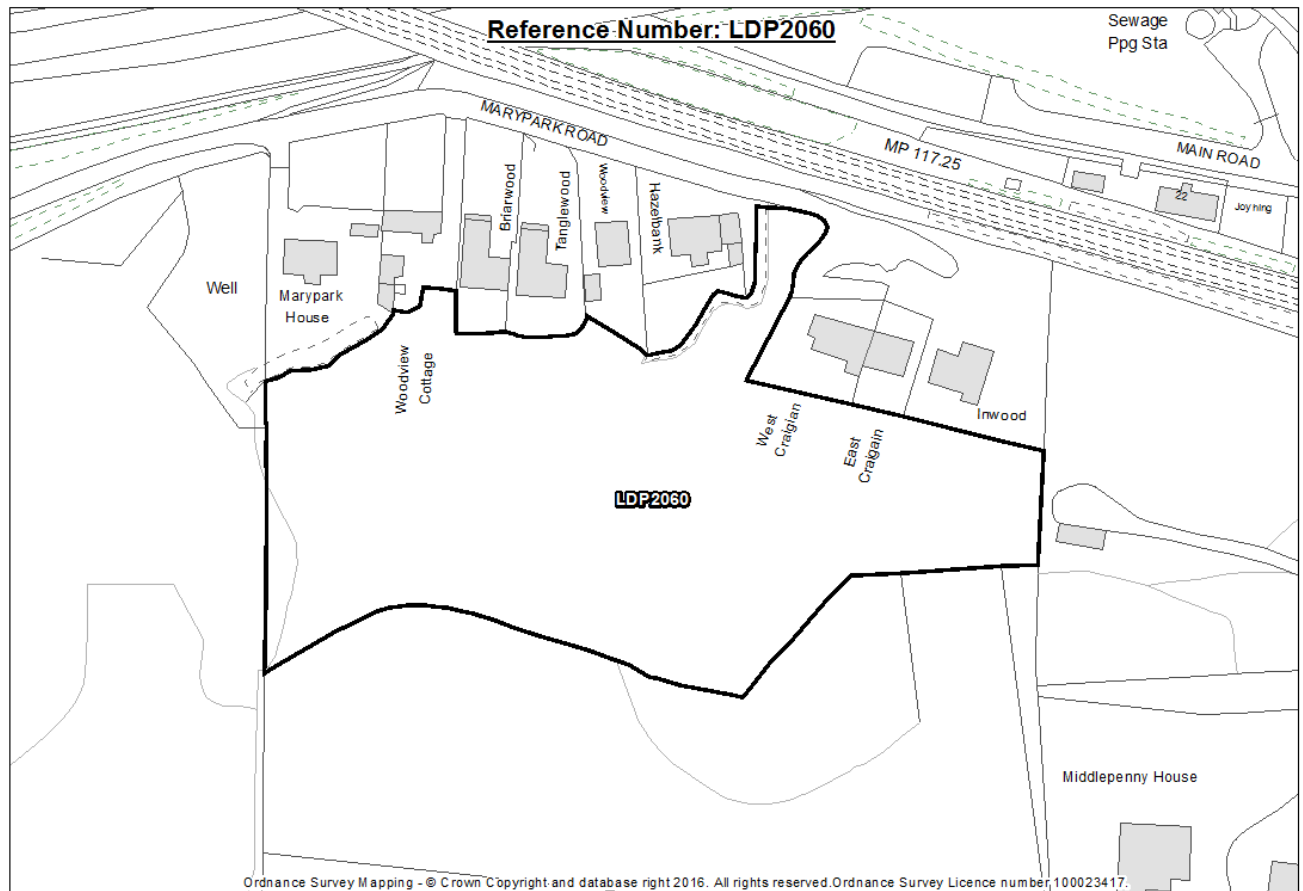 Reference Number: LDP2060
Sewage
Ppg Sta
MARYPARK ROAD
MP 117.25
MAIN ROAD
22
Joyning
Briarwood
Tanglewood
Woodview
Hazelbank
Well
Marypark
House
Woodview
Cottage
West
Craigian
East
Craigain
Inwood
LDP2060
Middlepenny House
Ordnance Survey Mapping - © Crown Copyright and database right 2016. All rights reserved.Ordnance Survey Licence number 100023417.